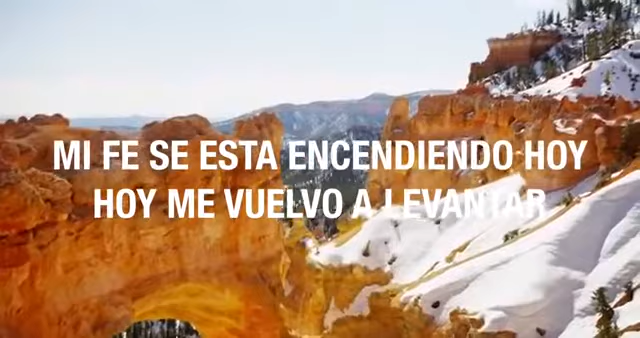 MI FE SE ESTA ENCENDIENDO HOY
HOY ME VUELVO A LEVANTAR